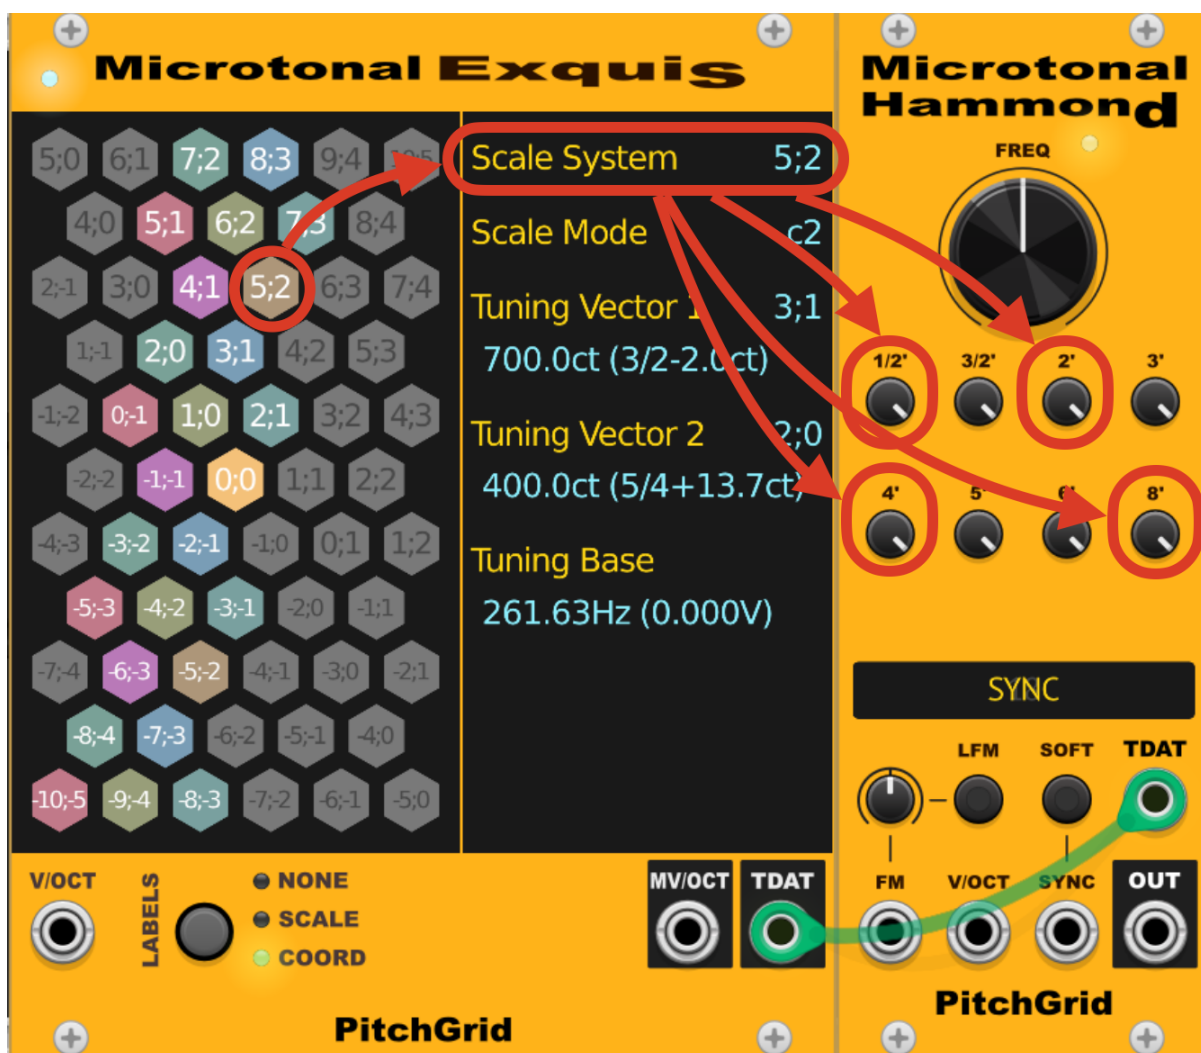 Microtonal Exquis
5;0 6;1 7;2 8;3 9;4 10;5
4;0 5;1 6;2 7;3 8;4
2;-1 3;0 4;1 5;2 6;3 7;4
1;-1 2;0 3;1 4;2 5;3
-1;-2 0;-1 1;0 2;1 3;2 4;3
-2;-2 -1;-1 0;0 1;1 2;2
-4;-3 -3;-2 -2;-1 -1;0 0;1 1;2
-5;-3 -4;-2 -3;-1 -2;0 -1;1
-7;-4 -6;-3 -5;-2 -4;-1 -3;0 -2;1
-8;-4 -7;-3 -6;-2 -5;-1 -4;0
-10;-5 -9;-4 -8;-3 -7;-2 -6;-1 -5;0
Scale System 5;2
Scale Mode c2
Tuning Vector 1 3;1
700.0ct (3/2-2.0ct)
Tuning Vector 2 2;0
400.0ct (5/4+13.7ct)
Tuning Base
261.63Hz (0.000V)
V/OCT
LABELS
NONE
SCALE
COORD
MV/OCT TDAT
PitchGrid
Microtonal
Hammond
FREQ
1/2' 3/2' 2' 3'
4' 5' 6' 8'
SYNC
LFM SOFT TDAT
FM V/OCT SYNC OUT
PitchGrid